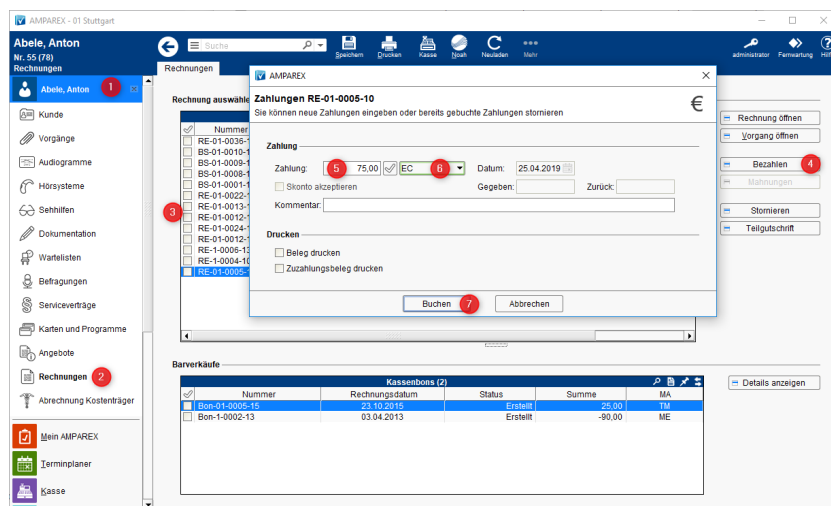 AMPAREX - 01 Stuttgart
Abele, Anton
Nr. 55 (78)
Rechnungen
Suche
Speichern
Drucken
Kasse
Noah
Neuladen
Mehr
administrator
Fernwartung
Hilf
Rechnungen
Abele, Anton
1
Kunde
Vorgänge
Audiogramme
Hörsysteme
Sehhilfen
Dokumentation
Wartelisten
Befragungen
Serviceverträge
Karten und Programme
Angebote
Rechnungen
2
Abrechnung Kostenträger
Mein AMPAREX
Terminplaner
Kasse
Rechnung auswähle
Nummer
RE-01-0036-1
BS-01-0010-1
BS-01-0009-1
BS-01-0008-1
BS-01-0001-1
RE-01-0022-1
RE-01-0013-1
3
RE-01-0012-1
RE-01-0024-1
RE-01-0012-1
RE-1-0006-13
RE-1-0004-10
RE-01-0005-1
AMPAREX
Zahlungen RE-01-0005-10
Sie können neue Zahlungen eingeben oder bereits gebuchte Zahlungen stornieren
€
Zahlung
Zahlung:
5
75,00
EC
6
Datum:
25.04.2019
Skonto akzeptieren
Gegeben:
Zurück:
Kommentar:
Drucken
Beleg drucken
Zuzahlungsbeleg drucken
Buchen
7
Abbrechen
Rechnung öffnen
Vorgang öffnen
Bezahlen
4
Mahnungen
Stornieren
Teilgutschrift
Barverkäufe
Kassenbons (2)
Nummer Rechnungsdatum Status Summe MA
Bon-01-0005-15 23.10.2015 Erstellt 25,00 TM
Bon-1-0002-13 03.04.2013 Erstellt -90,00 ME
Details anzeigen